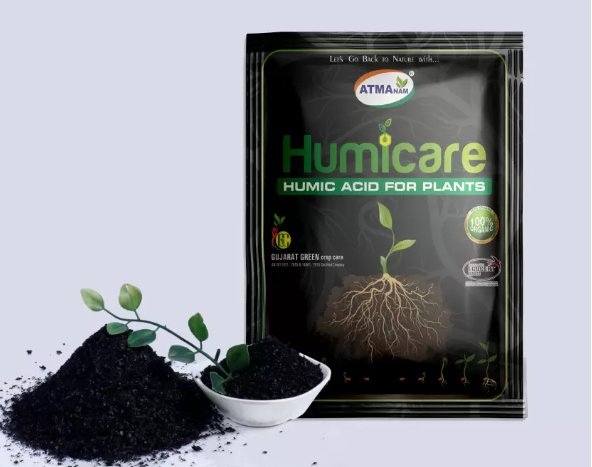 Let's Go Back to Nature with...
ATMANAM
®
Humicare
HUMIC ACID FOR PLANTS
100%
ORGANIC
GUJARAT GREEN crop care